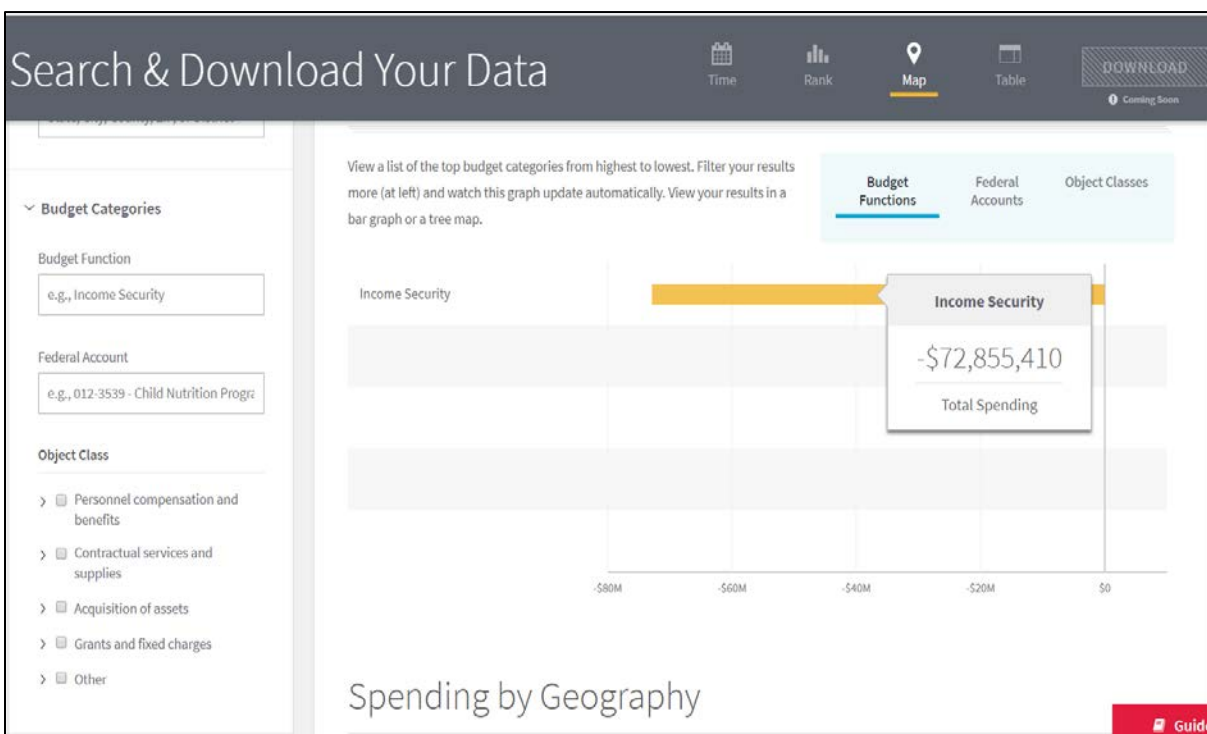 Search & Download Your Data
Time
Rank
Map
Table
DOWNLOAD
Coming Soon
View a list of the top budget categories from highest to lowest. Filter your results
more (at left) and watch this graph update automatically. View your results in a
bar graph or a tree map.
Budget
Functions
Federal
Accounts
Object Classes
Budget Categories
Budget Function
e.g., Income Security
Federal Account
e.g., 012-3539 - Child Nutrition Progra
Object Class
Personnel compensation and
benefits
Contractual services and
supplies
Acquisition of assets
Grants and fixed charges
Other
Income Security
Income Security
-$72,855,410
Total Spending
-$80M
-$60M
-$40M
-$20M
$0
Spending by Geography
Guide